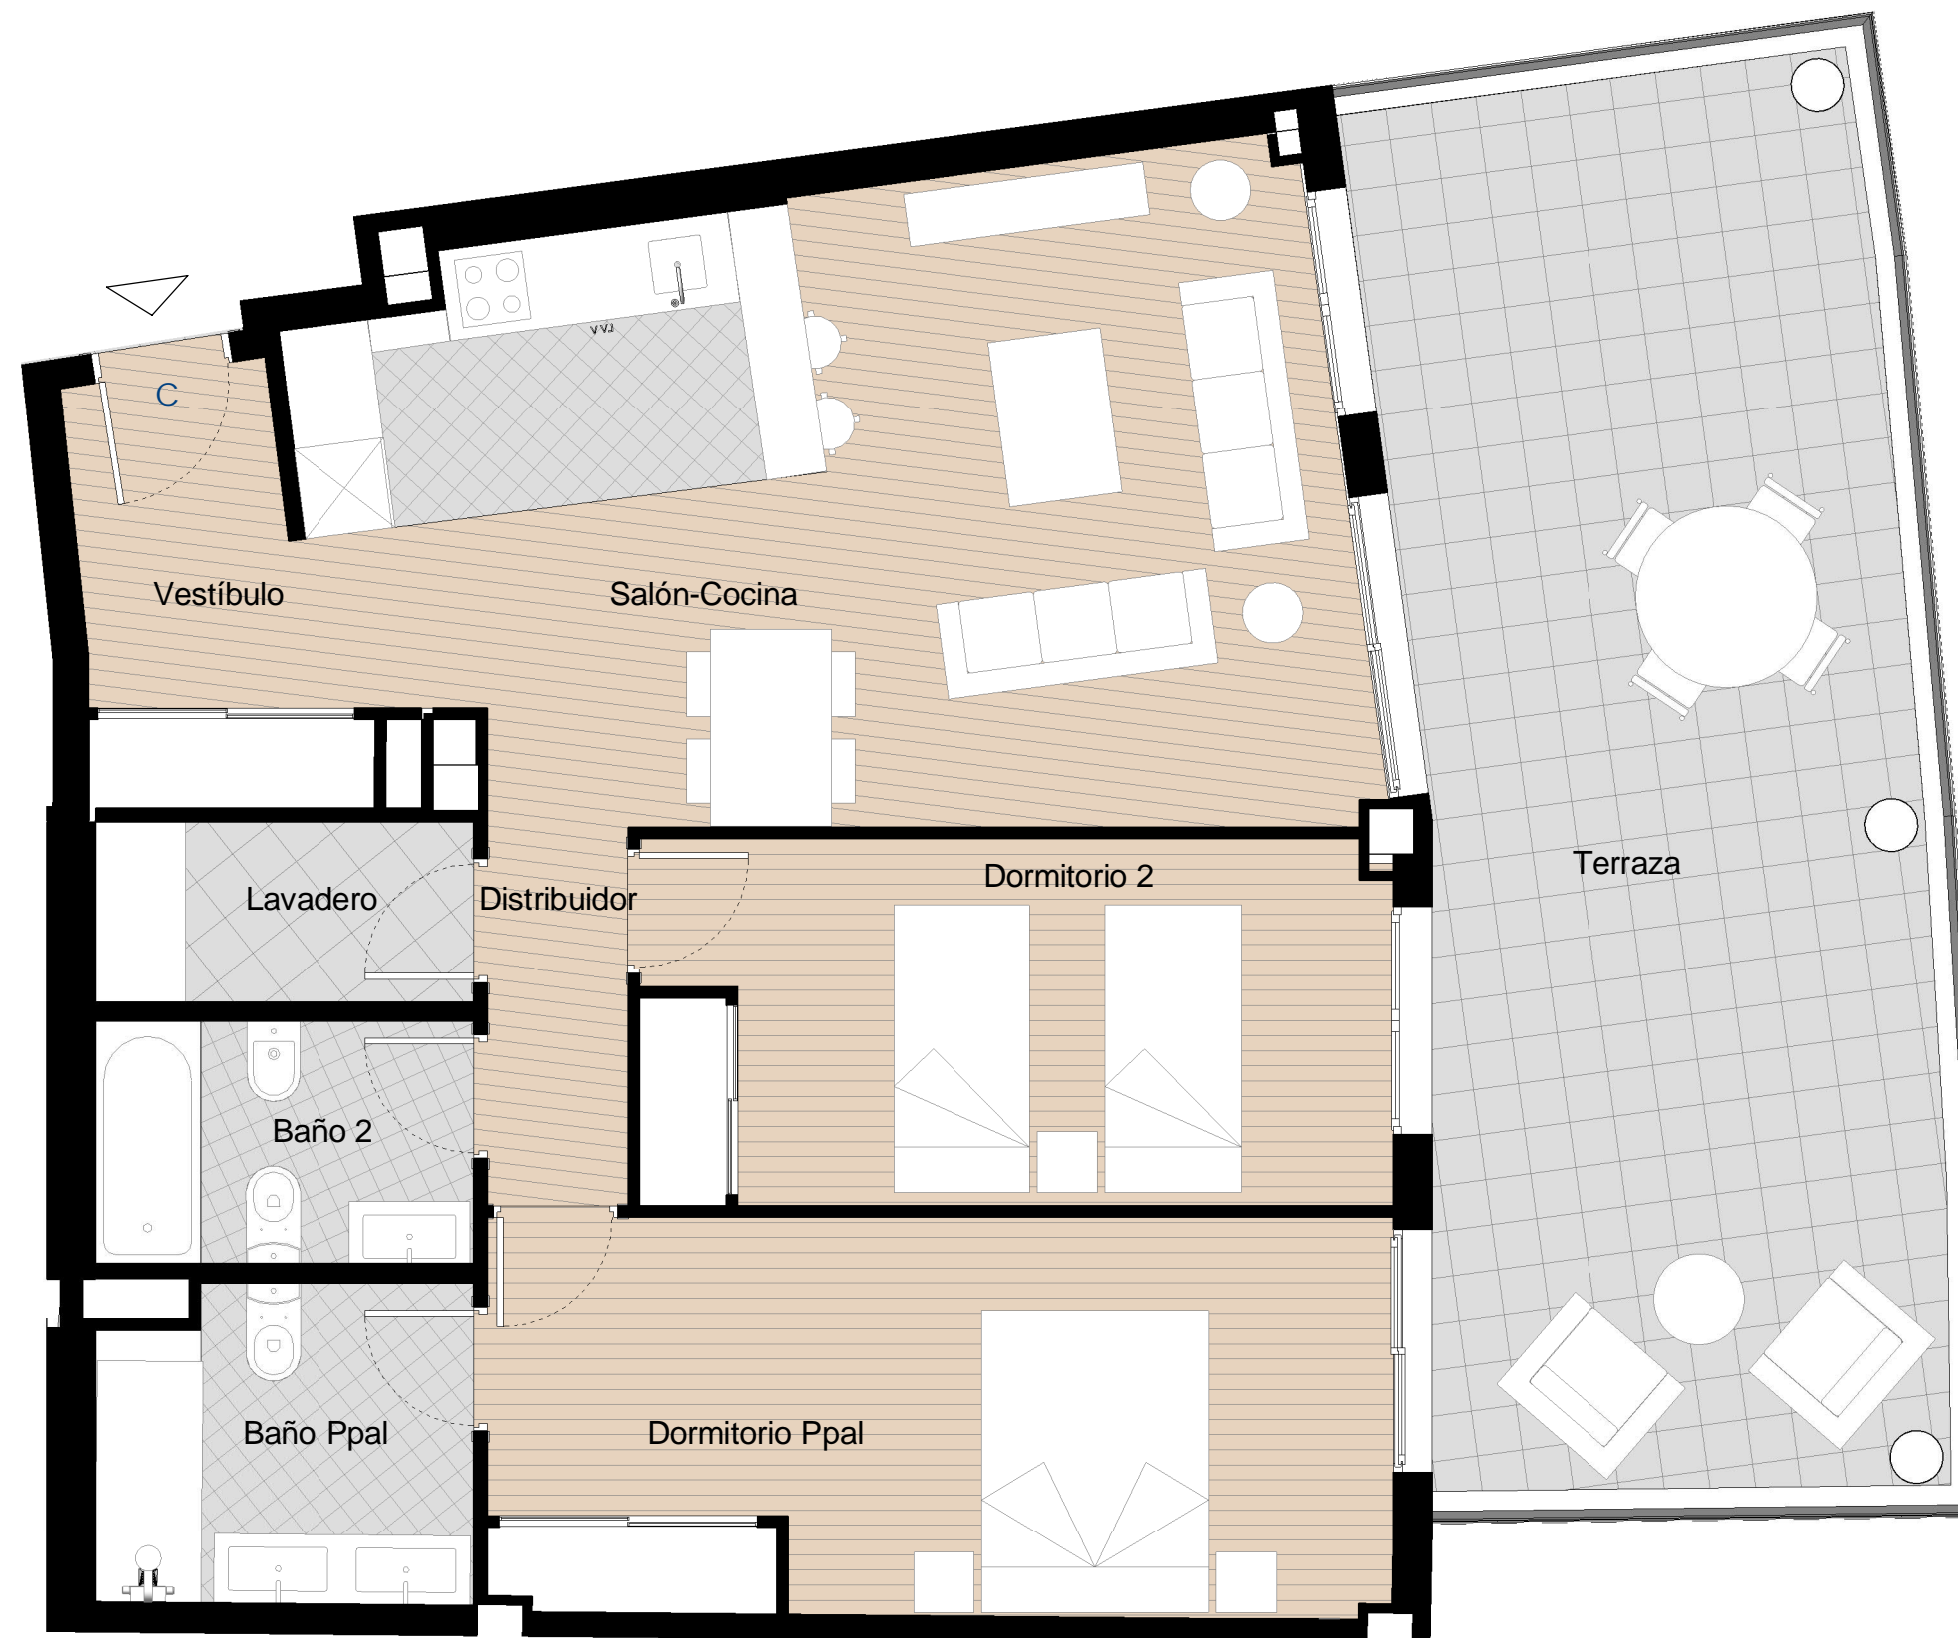 C
Vestíbulo
Salón-Cocina
Terraza
Dormitorio 2
Lavadero
Distribuidor
Baño 2
Baño Ppal
Dormitorio Ppal